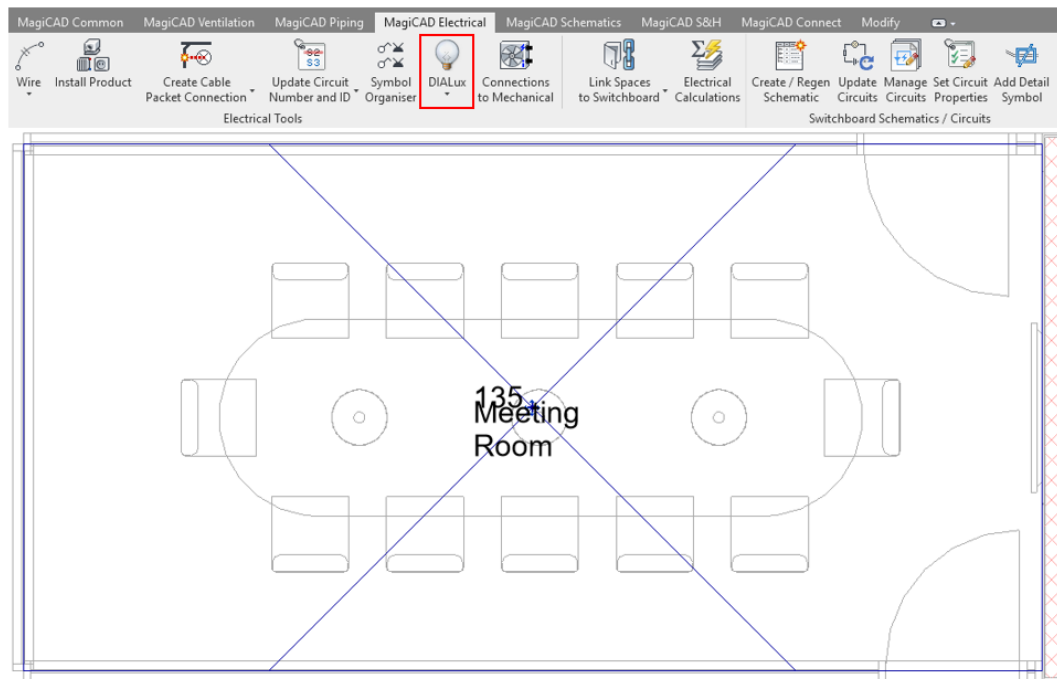 MagiCAD Common MagiCAD Ventilation MagiCAD Piping MagiCAD Electrical MagiCAD Schematics MagiCAD S&H MagiCAD Connect Modify
Wire Install Product Create Cable Update Circuit Symbol DIALux Connections Link Spaces Electrical Create / Regen Update Manage Set Circuit Add Detail
Packet Connection Number and ID Organiser to Mechanical to Switchboard Calculations Schematic Circuits Circuits Properties Symbol
Electrical Tools Switchboard Schematics / Circuits
135
Meeting
Room